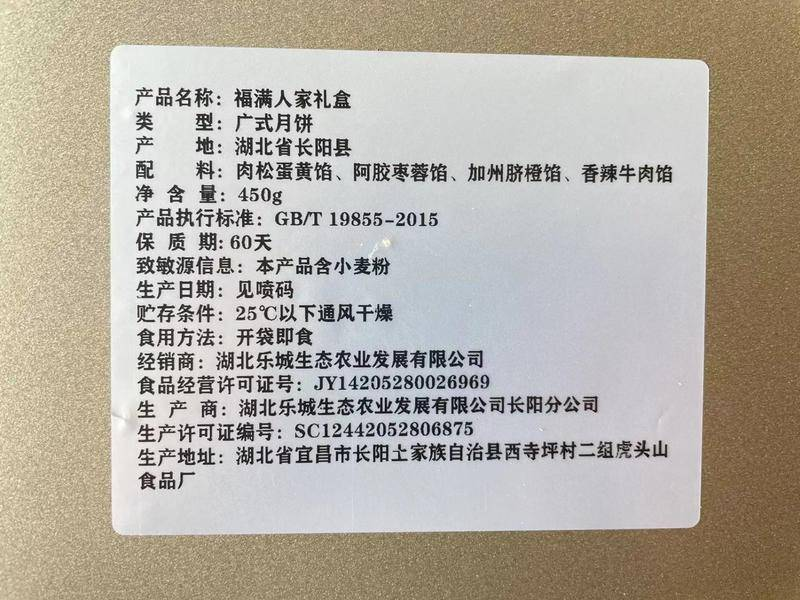 产品名称：福满人家礼盒
类 型：广式月饼
产 地：湖北省长阳县
配 料：肉松蛋黄馅、阿胶枣蓉馅、加州脐橙馅、香辣牛肉馅
净 含 量：450g
产品执行标准：GB/T 19855-2015
保 质 期：60天
致敏源信息：本产品含小麦粉
生产日期：见喷码
贮存条件：25℃以下通风干燥
食用方法：开袋即食
经销商：湖北乐城生态农业发展有限公司
食品经营许可证号：JY14205280026969
生 产 商：湖北乐城生态农业发展有限公司长阳分公司
生产许可证编号：SC12442052806875
生产地址：湖北省宜昌市长阳土家族自治县西寺坪村二组虎头山
食品厂